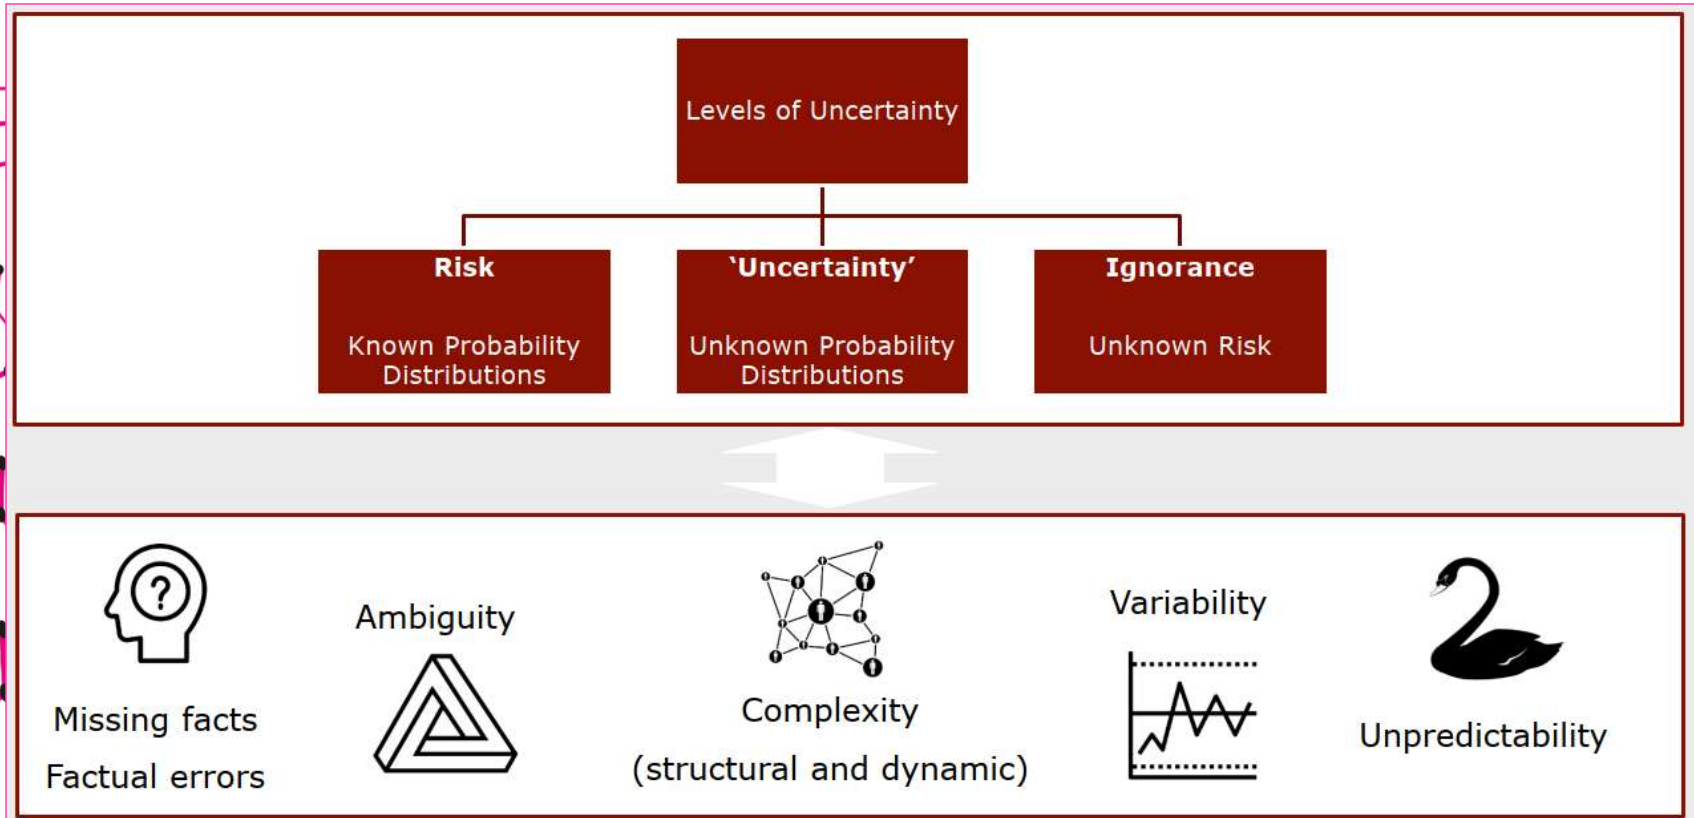 Levels of Uncertainty
Risk
Known Probability
Distributions
‘Uncertainty’
Unknown Probability
Distributions
Ignorance
Unknown Risk
?
Missing facts
Factual errors
Ambiguity
Complexity
(structural and dynamic)
Variability
Unpredictability